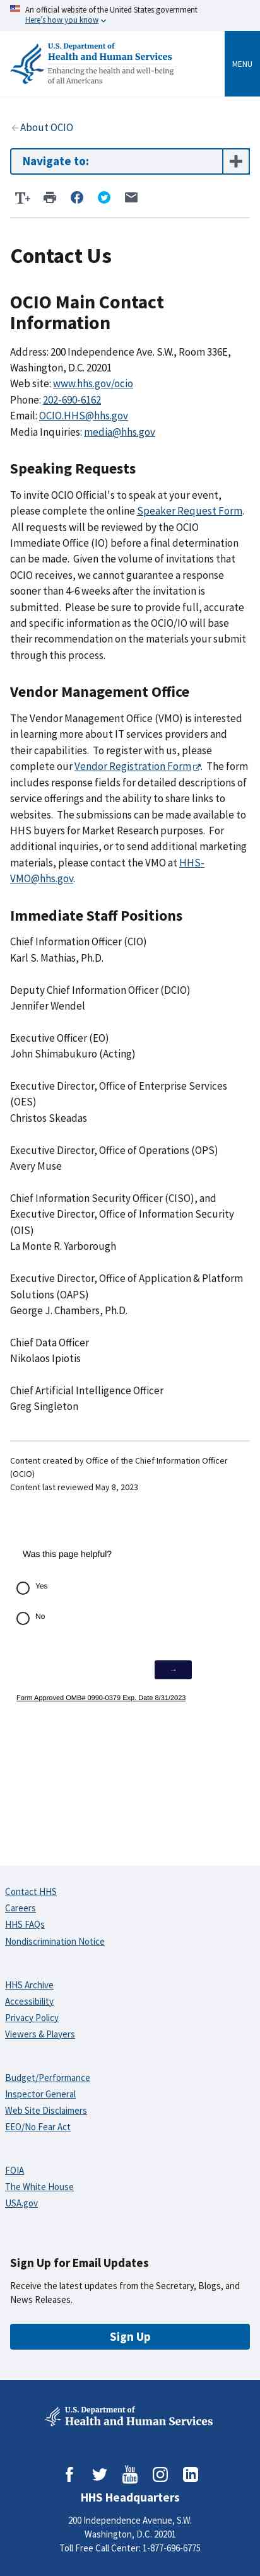 An official website of the United States government
Here's how you know
U.S. Department of
Health and Human Services
Enhancing the health and well-being
of all Americans
MENU
About OCIO
Navigate to:
T+
Contact Us
OCIO Main Contact
Information
Address: 200 Independence Ave. S.W., Room 336E,
Washington, D.C. 20201
Web site: www.hhs.gov/ocio
Phone: 202-690-6162
Email: OCIO.HHS@hhs.gov
Media Inquiries: media@hhs.gov
Speaking Requests
To invite OCIO Official's to speak at your event,
please complete the online Speaker Request Form.
All requests will be reviewed by the OCIO
Immediate Office (IO) before a final determination
can be made. Given the volume of invitations that
OCIO receives, we cannot guarantee a response
sooner than 4-6 weeks after the invitation is
submitted. Please be sure to provide full, accurate
and specific information as the OCIO/IO will base
their recommendation on the materials your submit
through this process.
Vendor Management Office
The Vendor Management Office (VMO) is interested
in learning more about IT services providers and
their capabilities. To register with us, please
complete our Vendor Registration Form. The form
includes response fields for detailed descriptions of
service offerings and the ability to share links to
websites. The submissions can be made available to
HHS buyers for Market Research purposes. For
additional inquiries, or to send additional marketing
materials, please contact the VMO at HHS-
VMO@hhs.gov.
Immediate Staff Positions
Chief Information Officer (CIO)
Karl S. Mathias, Ph.D.
Deputy Chief Information Officer (DCIO)
Jennifer Wendel
Executive Officer (EO)
John Shimabukuro (Acting)
Executive Director, Office of Enterprise Services
(OES)
Christos Skeadas
Executive Director, Office of Operations (OPS)
Avery Muse
Chief Information Security Officer (CISO), and
Executive Director, Office of Information Security
(OIS)
La Monte R. Yarborough
Executive Director, Office of Application & Platform
Solutions (OAPS)
George J. Chambers, Ph.D.
Chief Data Officer
Nikolaos Ipiotis
Chief Artificial Intelligence Officer
Greg Singleton
Content created by Office of the Chief Information Officer
(OCIO)
Content last reviewed May 8, 2023
Was this page helpful?
Yes
No
→
Form Approved OMB# 0990-0379 Exp. Date 8/31/2023
Contact HHS
Careers
HHS FAQs
Nondiscrimination Notice
HHS Archive
Accessibility
Privacy Policy
Viewers & Players
Budget/Performance
Inspector General
Web Site Disclaimers
EEO/No Fear Act
FOIA
The White House
USA.gov
Sign Up for Email Updates
Receive the latest updates from the Secretary, Blogs, and
News Releases.
Sign Up
U.S. Department of
Health and Human Services
You
Tube
HHS Headquarters
200 Independence Avenue, S.W.
Washington, D.C. 20201
Toll Free Call Center: 1-877-696-6775